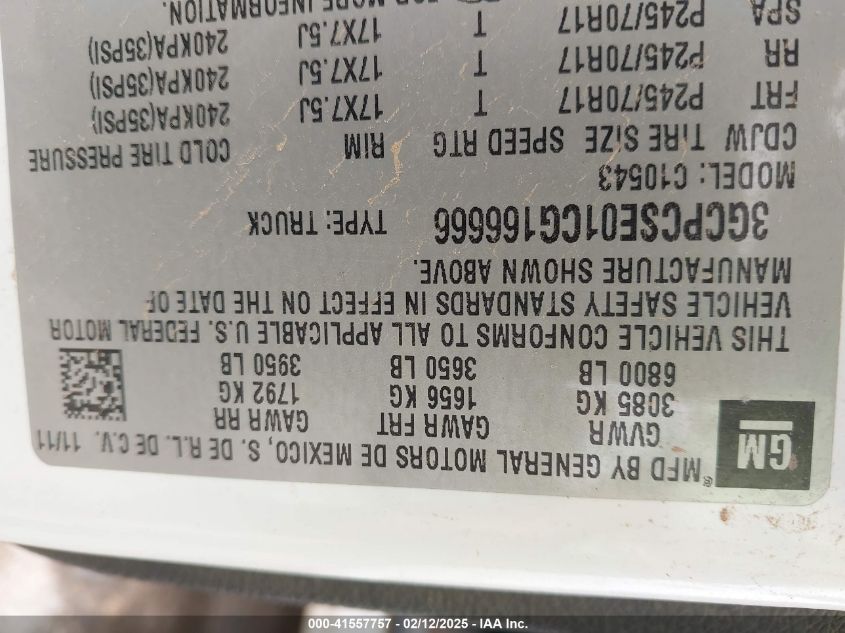 GM
MFD BY GENERAL MOTORS DE MEXICO, S. DE R.L. DE C.V. 11/11
GVWR GAWR FRT GAWR RR
3085 KG 1656 KG 1792 KG
6800 LB 3650 LB 3950 LB
THIS VEHICLE CONFORMS TO ALL APPLICABLE U.S. FEDERAL MOTOR
VEHICLE SAFETY STANDARDS IN EFFECT ON THE DATE OF
MANUFACTURE SHOWN ABOVE.
3GCPCSE01CG166666 TYPE: TRUCK
MODEL: C10543
CDJW TIRE SIZE SPEED RTG RIM COLD TIRE PRESSURE
FRT P245/70R17 T 17X7.5J 240KPA(35PSI)
RR P245/70R17 T 17X7.5J 240KPA(35PSI)
SPA P245/70R17 T 17X7.5J 240KPA(35PSI)
FOR MORE INFORMATION.
000-41557757 - 02/12/2025 - IAA Inc.